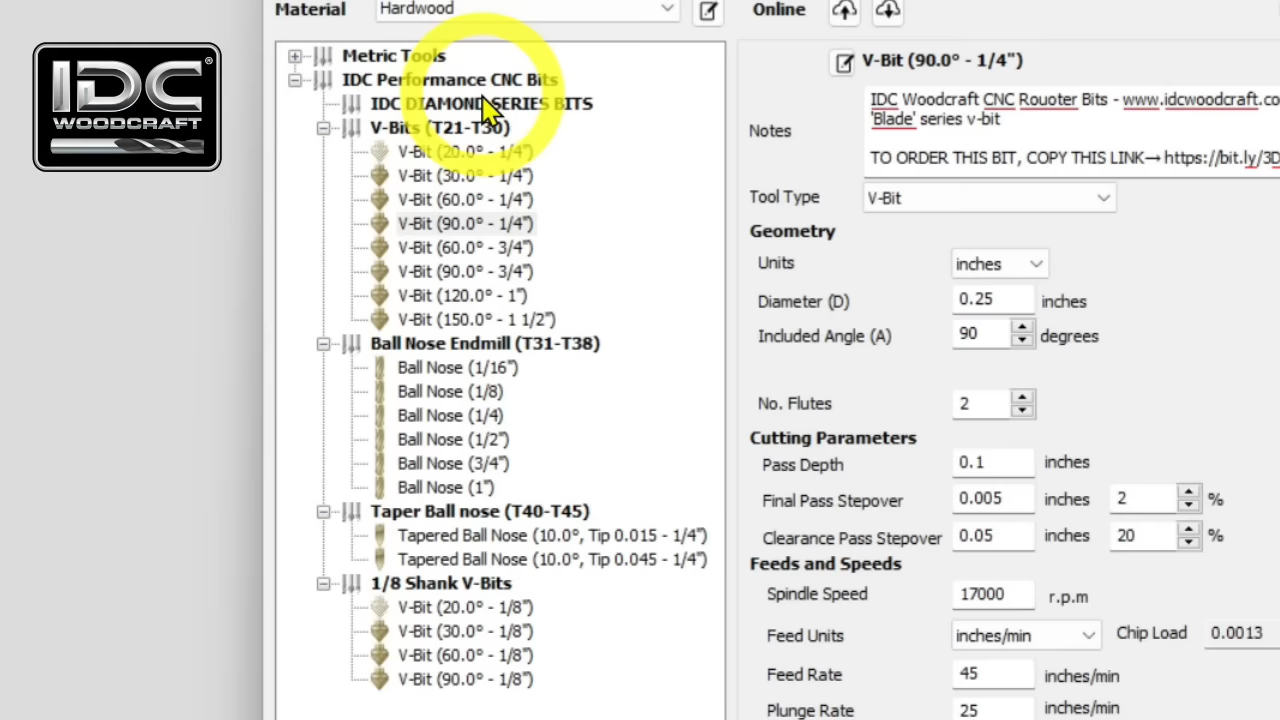 IDC®
WOODCRAFT
Material
Hardwood
Metric Tools
IDC Performance CNC Bits
IDC DIAMOND SERIES BITS
V-Bits (T21-T30)
V-Bit (20.0° - 1/4")
V-Bit (30.0° - 1/4")
V-Bit (60.0° - 1/4")
V-Bit (90.0° - 1/4")
V-Bit (60.0° - 3/4")
V-Bit (90.0° - 3/4")
V-Bit (120.0° - 1")
V-Bit (150.0° - 1 1/2")
Ball Nose Endmill (T31-T38)
Ball Nose (1/16")
Ball Nose (1/8)
Ball Nose (1/4)
Ball Nose (1/2")
Ball Nose (3/4")
Ball Nose (1")
Taper Ball nose (T40-T45)
Tapered Ball Nose (10.0°, Tip 0.015 - 1/4")
Tapered Ball Nose (10.0°, Tip 0.045 - 1/4")
1/8 Shank V-Bits
V-Bit (20.0° - 1/8")
V-Bit (30.0° - 1/8")
V-Bit (60.0° - 1/8")
V-Bit (90.0° - 1/8")
Online
V-Bit (90.0° - 1/4")
Notes
IDC Woodcraft CNC Rouoter Bits - www.idcwoodcraft.co
'Blade' series v-bit
TO ORDER THIS BIT, COPY THIS LINK→ https://bit.ly/3D
Tool Type V-Bit
Geometry
Units inches
Diameter (D) 0.25 inches
Included Angle (A) 90 degrees
No. Flutes 2
Cutting Parameters
Pass Depth 0.1 inches
Final Pass Stepover 0.005 inches 2 %
Clearance Pass Stepover 0.05 inches 20 %
Feeds and Speeds
Spindle Speed 17000 r.p.m
Feed Units inches/min Chip Load 0.0013
Feed Rate 45 inches/min
Plunge Rate 25 inches/min